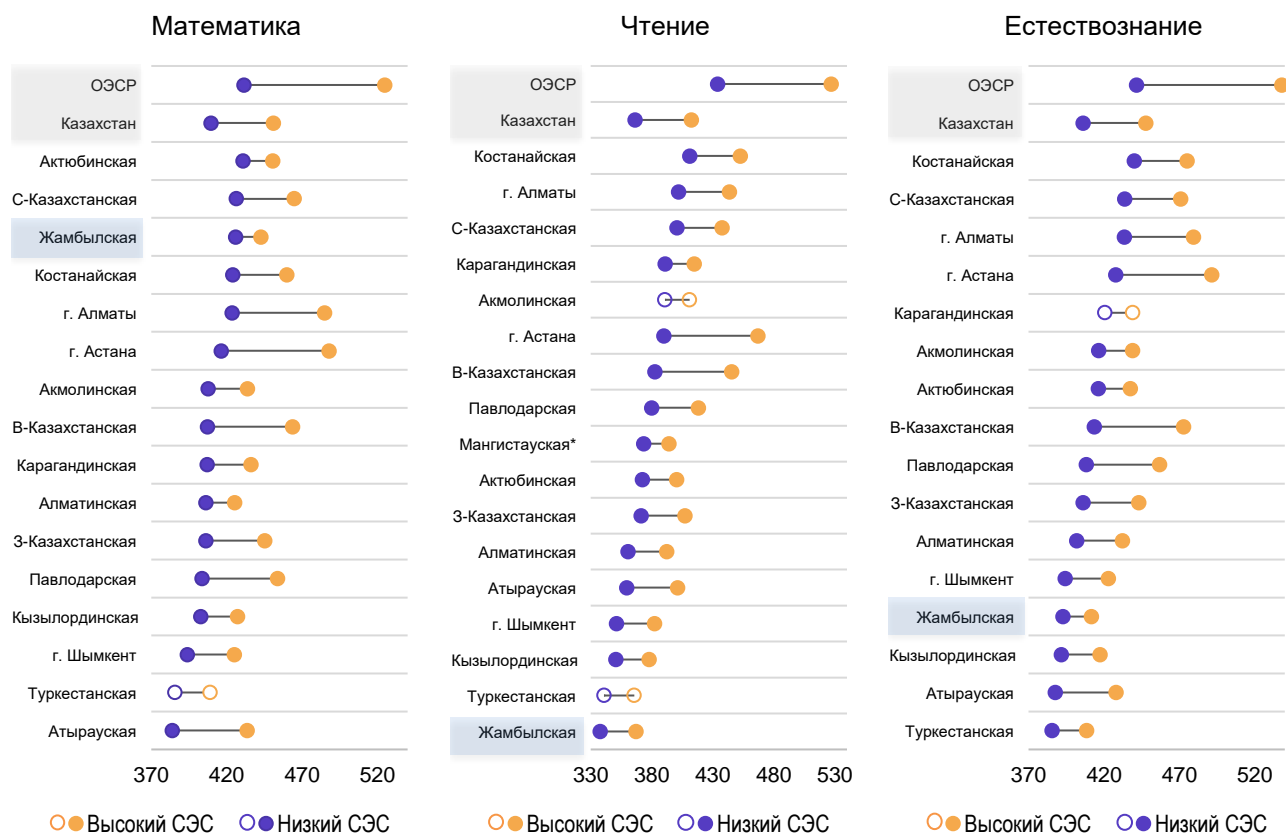 Математика
ОЭСР
Казахстан
Актюбинская
С-Казахстанская
Жамбылская
Костанайская
г. Алматы
г. Астана
Акмолинская
В-Казахстанская
Карагандинская
Алматинская
З-Казахстанская
Павлодарская
Кызылординская
г. Шымкент
Туркестанская
Атырауская
370 420 470 520
Высокий СЭС Низкий СЭС
Чтение
ОЭСР
Казахстан
Костанайская
г. Алматы
С-Казахстанская
Карагандинская
Акмолинская
г. Астана
В-Казахстанская
Павлодарская
Мангистауская*
Актюбинская
З-Казахстанская
Алматинская
Атырауская
г. Шымкент
Кызылординская
Туркестанская
Жамбылская
330 380 430 480 530
Высокий СЭС Низкий СЭС
Естествознание
ОЭСР
Казахстан
Костанайская
С-Казахстанская
г. Алматы
г. Астана
Карагандинская
Акмолинская
Актюбинская
В-Казахстанская
Павлодарская
З-Казахстанская
Алматинская
г. Шымкент
Жамбылская
Кызылординская
Атырауская
Туркестанская
370 420 470 520
Высокий СЭС Низкий СЭС